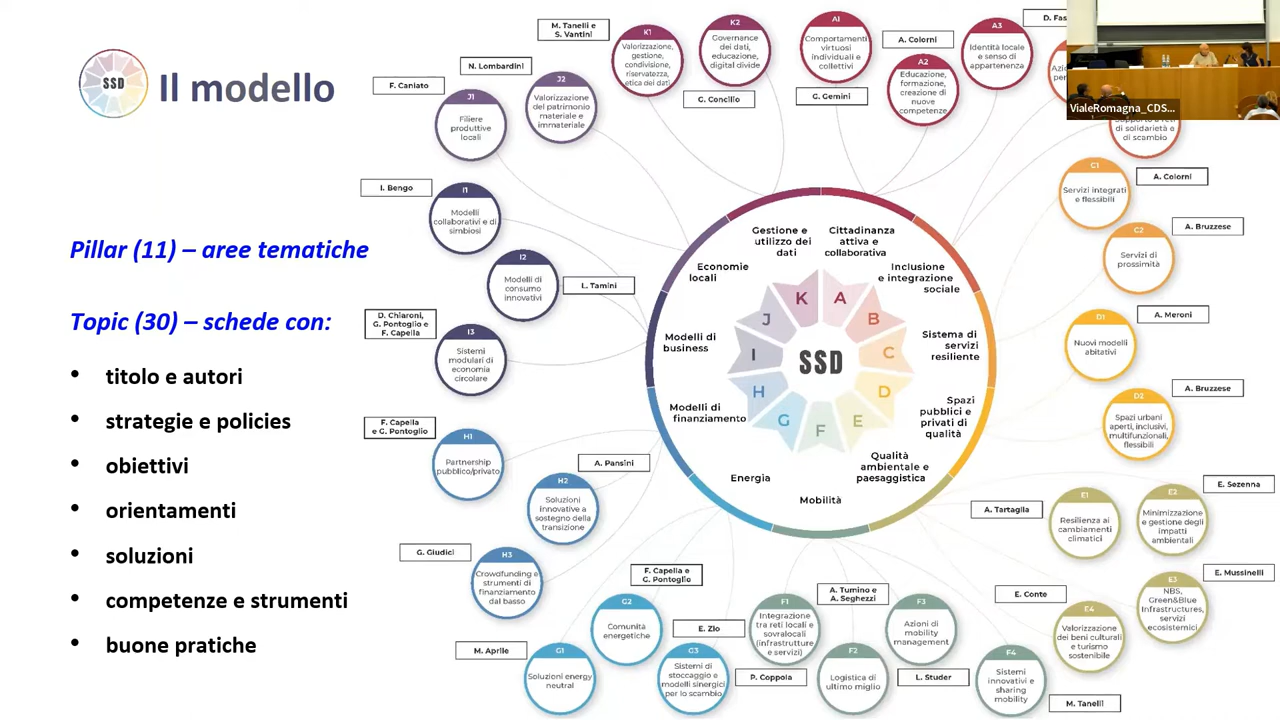 SSD
Il modello
Pillar (11) – aree tematiche
Topic (30) – schede con:
• titolo e autori
• strategie e policies
• obiettivi
• orientamenti
• soluzioni
• competenze e strumenti
• buone pratiche
M. Tanelli e
S. Vantini
K1
Valorizzazione,
gestione,
condivisione,
riservatezza,
etica dei dati
K2
Governance
dei dati,
educazione,
digital divide
G. Concilio
A1
Comportamenti
virtuosi
individuali e
collettivi
G. Gemini
A. Colorni
A2
Educazione,
formazione,
creazione di
nuove
competenze
A3
Identità locale
e senso di
appartenenza
Viale Romagna_CDS...
di solidarietà e
di scambio
N. Lombardini
J2
Valorizzazione
del patrimonio
materiale e
immateriale
F. Caniato
J1
Filiere
produttive
locali
I. Bengo
I1
Modelli
collaborativi e di
simbiosi
I2
Modelli di
consumo
innovativi
L. Tamini
D. Chiaroni,
G. Pontoglio e
F. Capella
I3
Sistemi
modulari di
economia
circolare
F. Capella
e G. Pontoglio
H1
Partnership
pubblico/privato
A. Pansini
H2
Soluzioni
innovative a
sostegno della
transizione
G. Giudici
H3
Crowdfunding e
strumenti di
finanziamento
dal basso
C1
Servizi integrati
e flessibili
A. Colorni
C2
Servizi di
prossimità
A. Bruzzese
D1
Nuovi modelli
abitativi
A. Meroni
D2
Spazi urbani
aperti, inclusivi,
multifunzionali,
flessibili
A. Bruzzese
A. Tartaglia
E1
Resilienza ai
cambiamenti
climatici
E. Sezenna
E2
Minimizzazione
e gestione degli
impatti
ambientali
E. Mussinelli
E3
NBS,
Green&Blue
Infrastructures,
servizi
ecosistemici
E. Conte
E4
Valorizzazione
dei beni culturali
e turismo
sostenibile
F. Capella e
G. Pontoglio
G2
Comunità
energetiche
M. Aprile
G1
Soluzioni energy
neutral
E. Zio
G3
Sistemi di
stoccaggio e
modelli sinergici
per lo scambio
F1
Integrazione
tra reti locali e
sovralocali
(infrastrutture
e servizi)
P. Coppola
A. Tumino e
A. Seghezzi
F2
Logistica di
ultimo miglio
F3
Azioni di
mobility
management
L. Studer
F4
Sistemi
innovativi e
sharing
mobility
M. Tanelli
Gestione e
utilizzo dei
dati
Cittadinanza
attiva e
collaborativa
Economie
locali
Inclusione
e integrazione
sociale
Modelli di
business
Sistema di
servizi
resiliente
Modelli di
finanziamento
Spazi
pubblici e
privati di
qualità
Energia
Qualità
ambientale e
paesaggistica
Mobilità
SSD
A
B
C
D
E
F
G
H
I
J
K